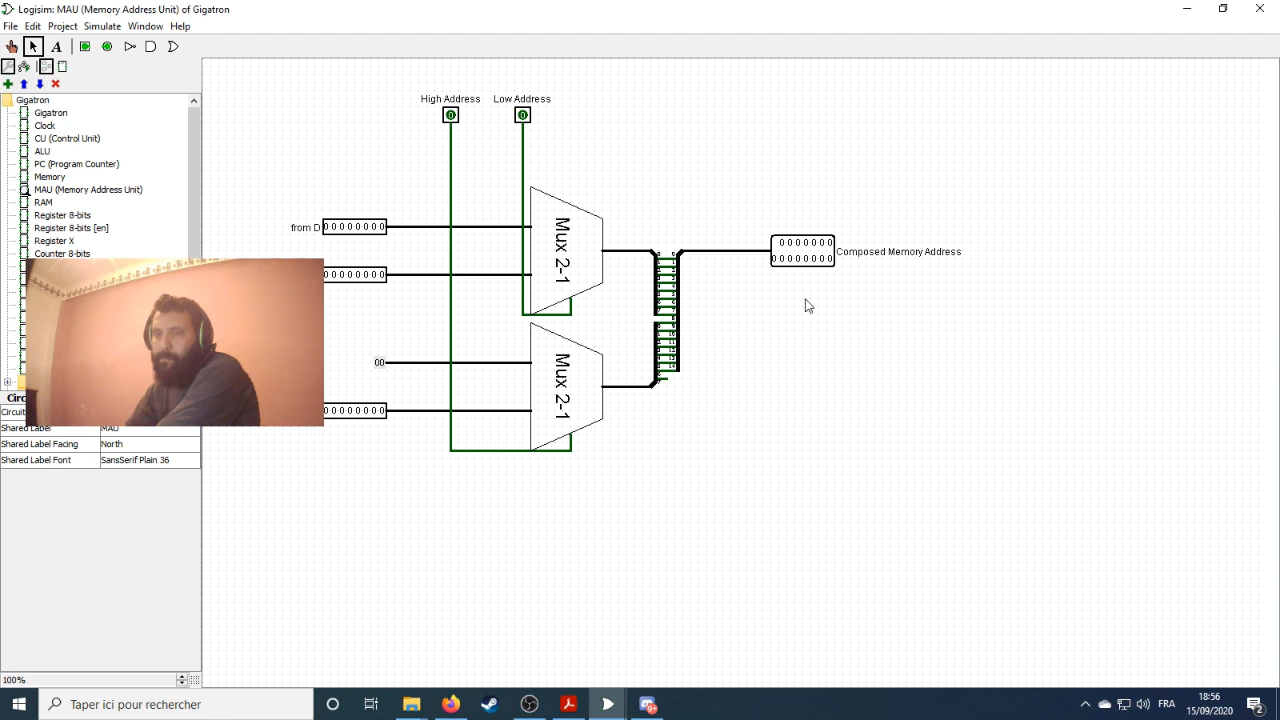 Logisim: MAU (Memory Address Unit) of Gigatron
File Edit Project Simulate Window Help
A
Gigatron
Gigatron
Clock
CU (Control Unit)
ALU
PC (Program Counter)
Memory
MAU (Memory Address Unit)
RAM
Register 8-bits
Register 8-bits [en]
Register X
Counter 8-bits
Shared Label MAU
Shared Label Facing North
Shared Label Font SansSerif Plain 36
100%
High Address Low Address
0 0
from D 0 0 0 0 0 0 0 0
0 0 0 0 0 0 0 0
00
0 0 0 0 0 0 0 0
Mux 2-1
Mux 2-1
0 0 0 0 0 0 0
0 0 0 0 0 0 0 0
Composed Memory Address
Taper ici pour rechercher
FRA
18:56
15/09/2020
2